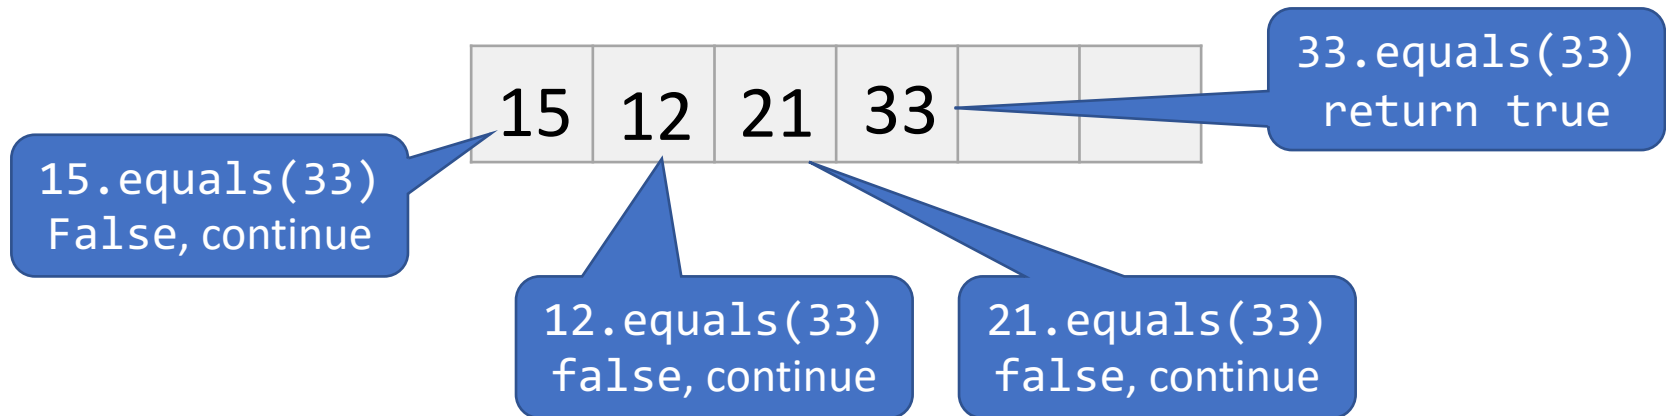 15 12 21 33
33.equals(33)
return true
15.equals(33)
False, continue
12.equals(33)
false, continue
21.equals(33)
false, continue